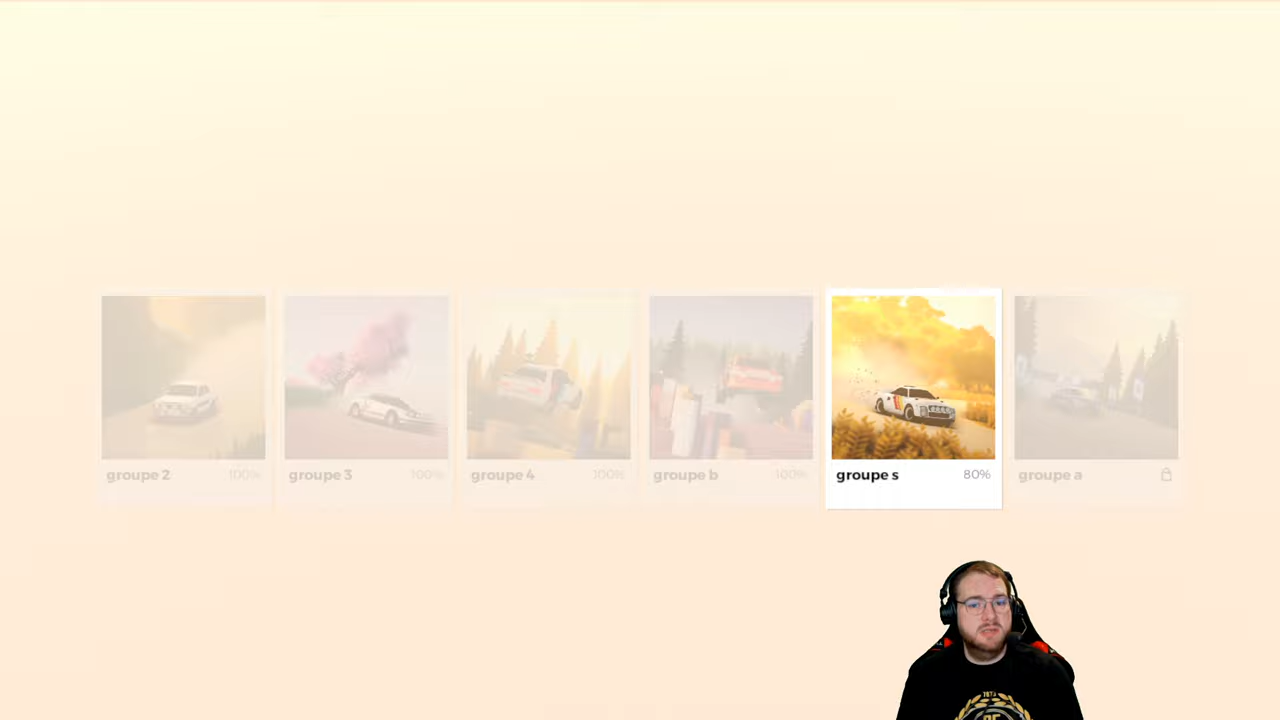 groupe 2 100%
groupe 3 100%
groupe 4 100%
groupe b 100%
groupe s 80%
groupe a